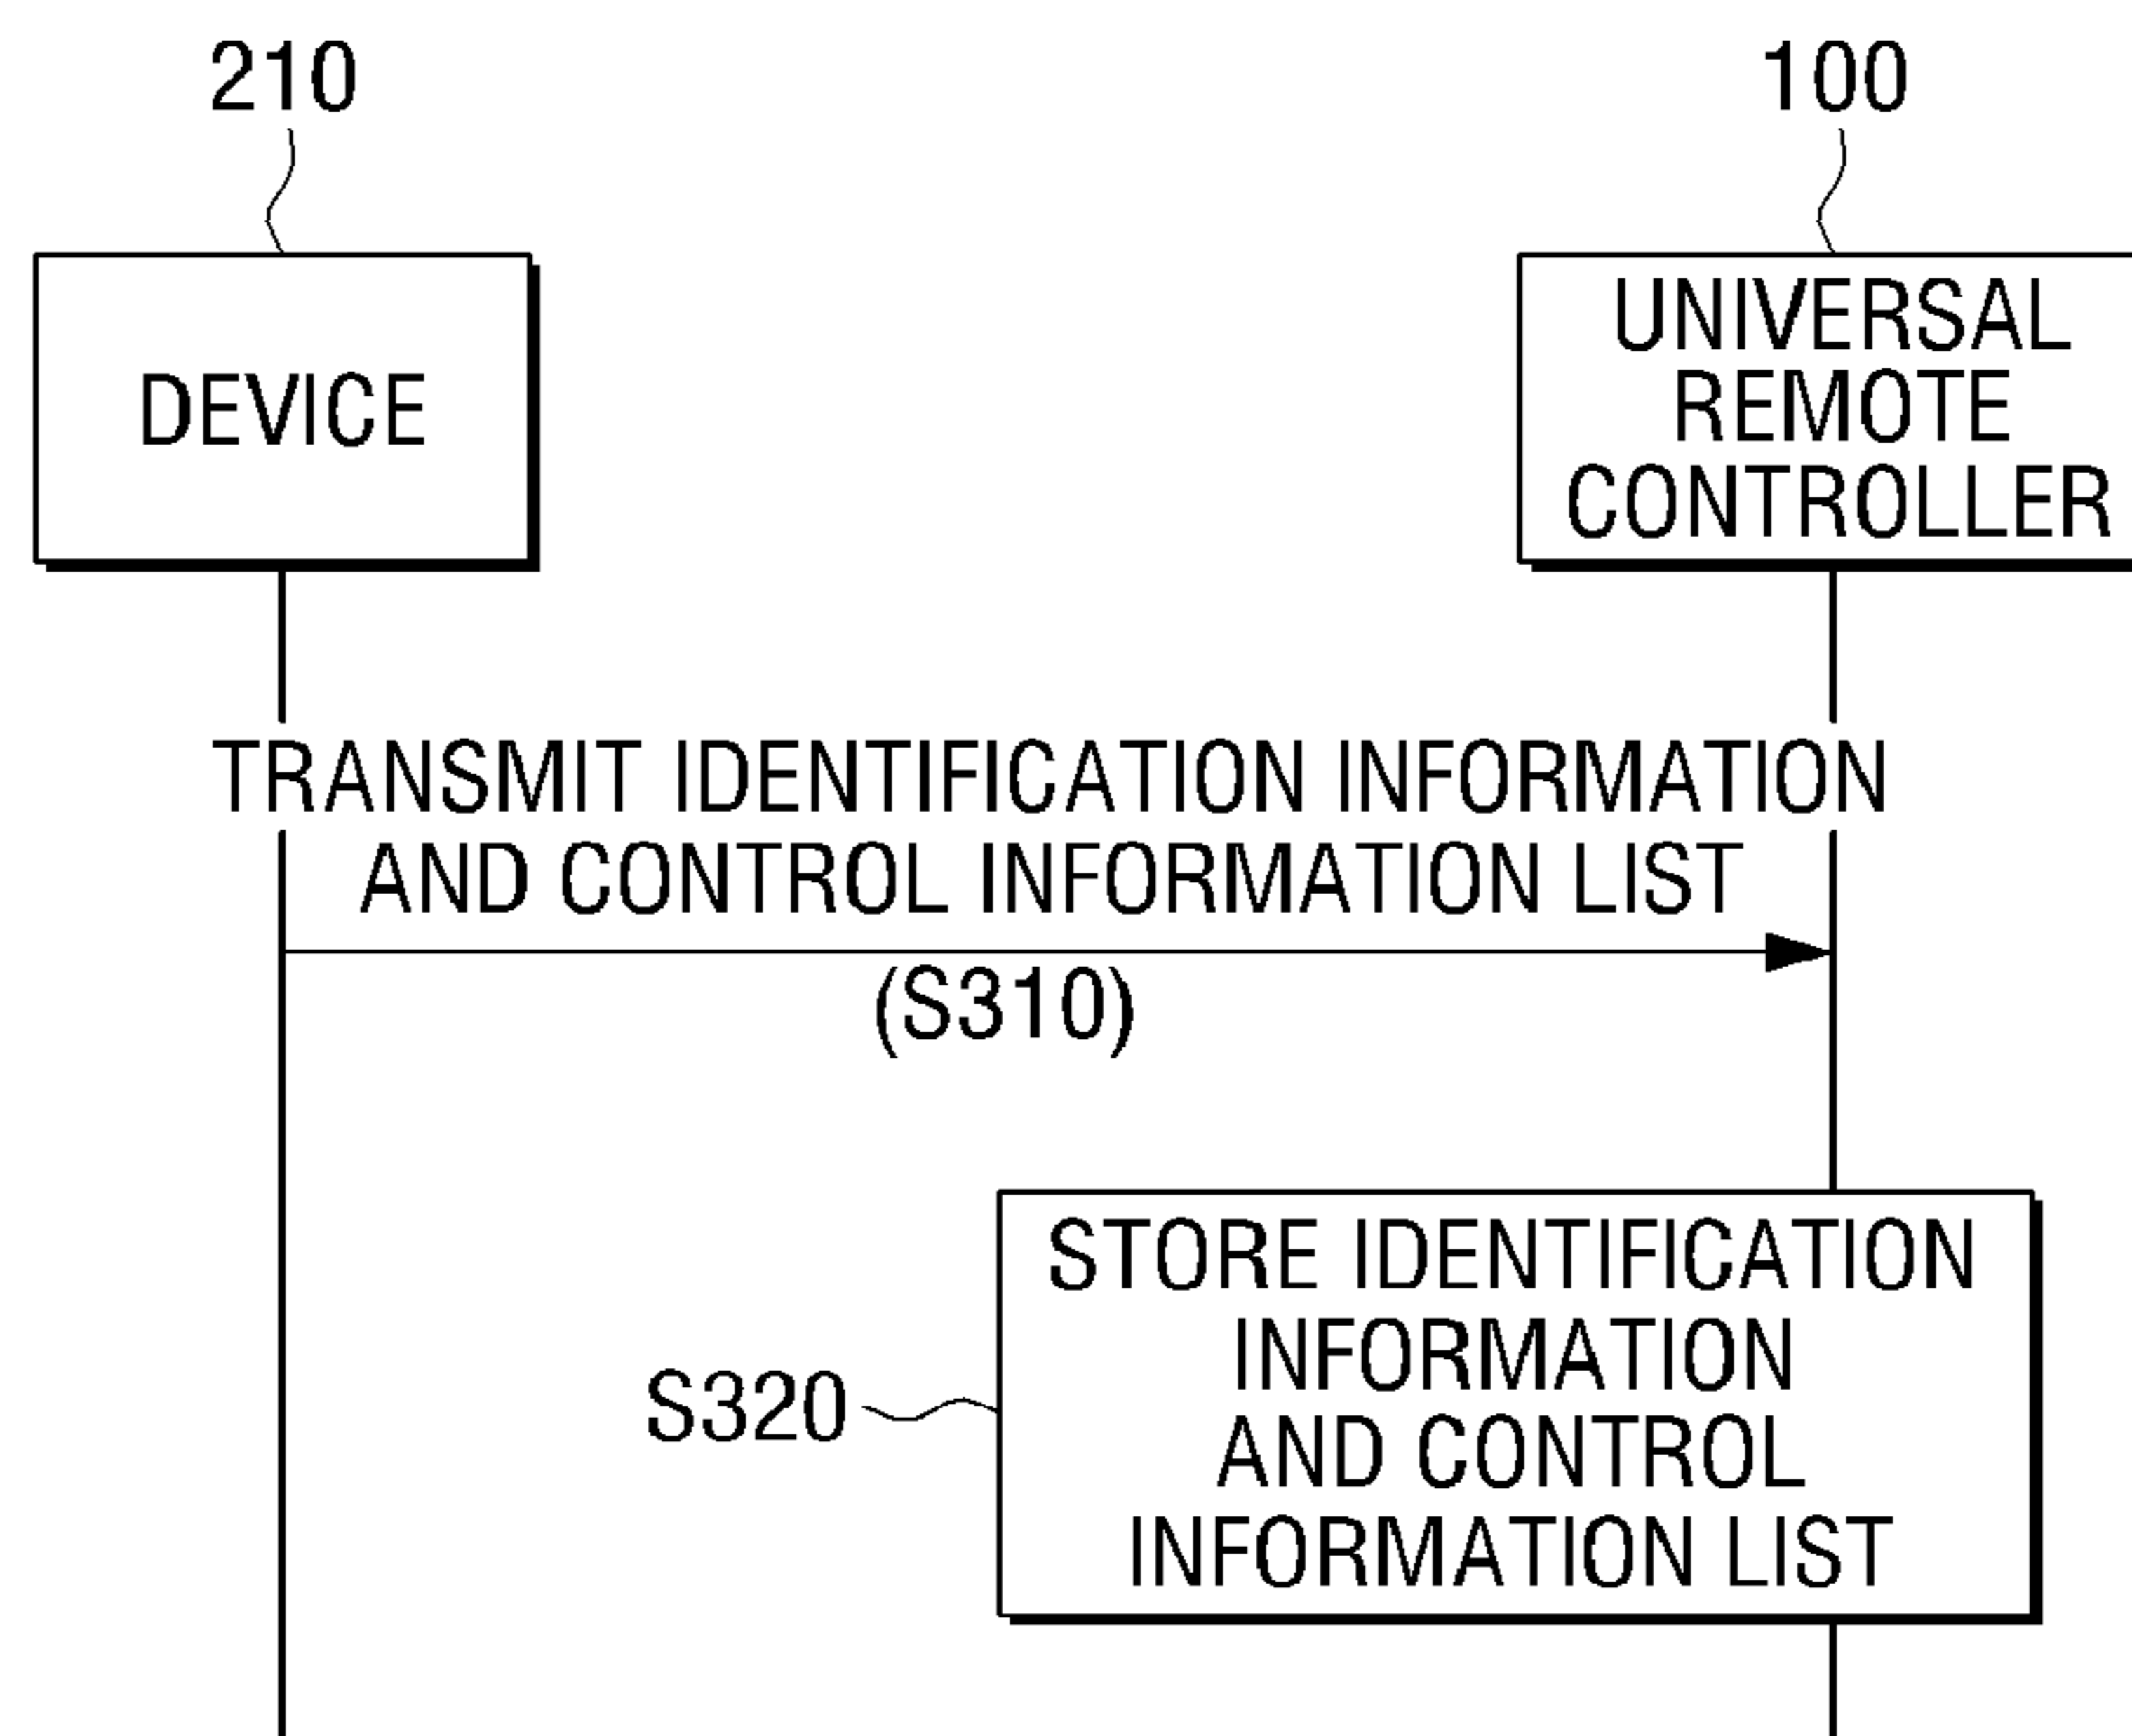 210
100
DEVICE
UNIVERSAL
REMOTE
CONTROLLER
TRANSMIT IDENTIFICATION INFORMATION
AND CONTROL INFORMATION LIST
(S310)
STORE IDENTIFICATION
INFORMATION
AND CONTROL
INFORMATION LIST
S320